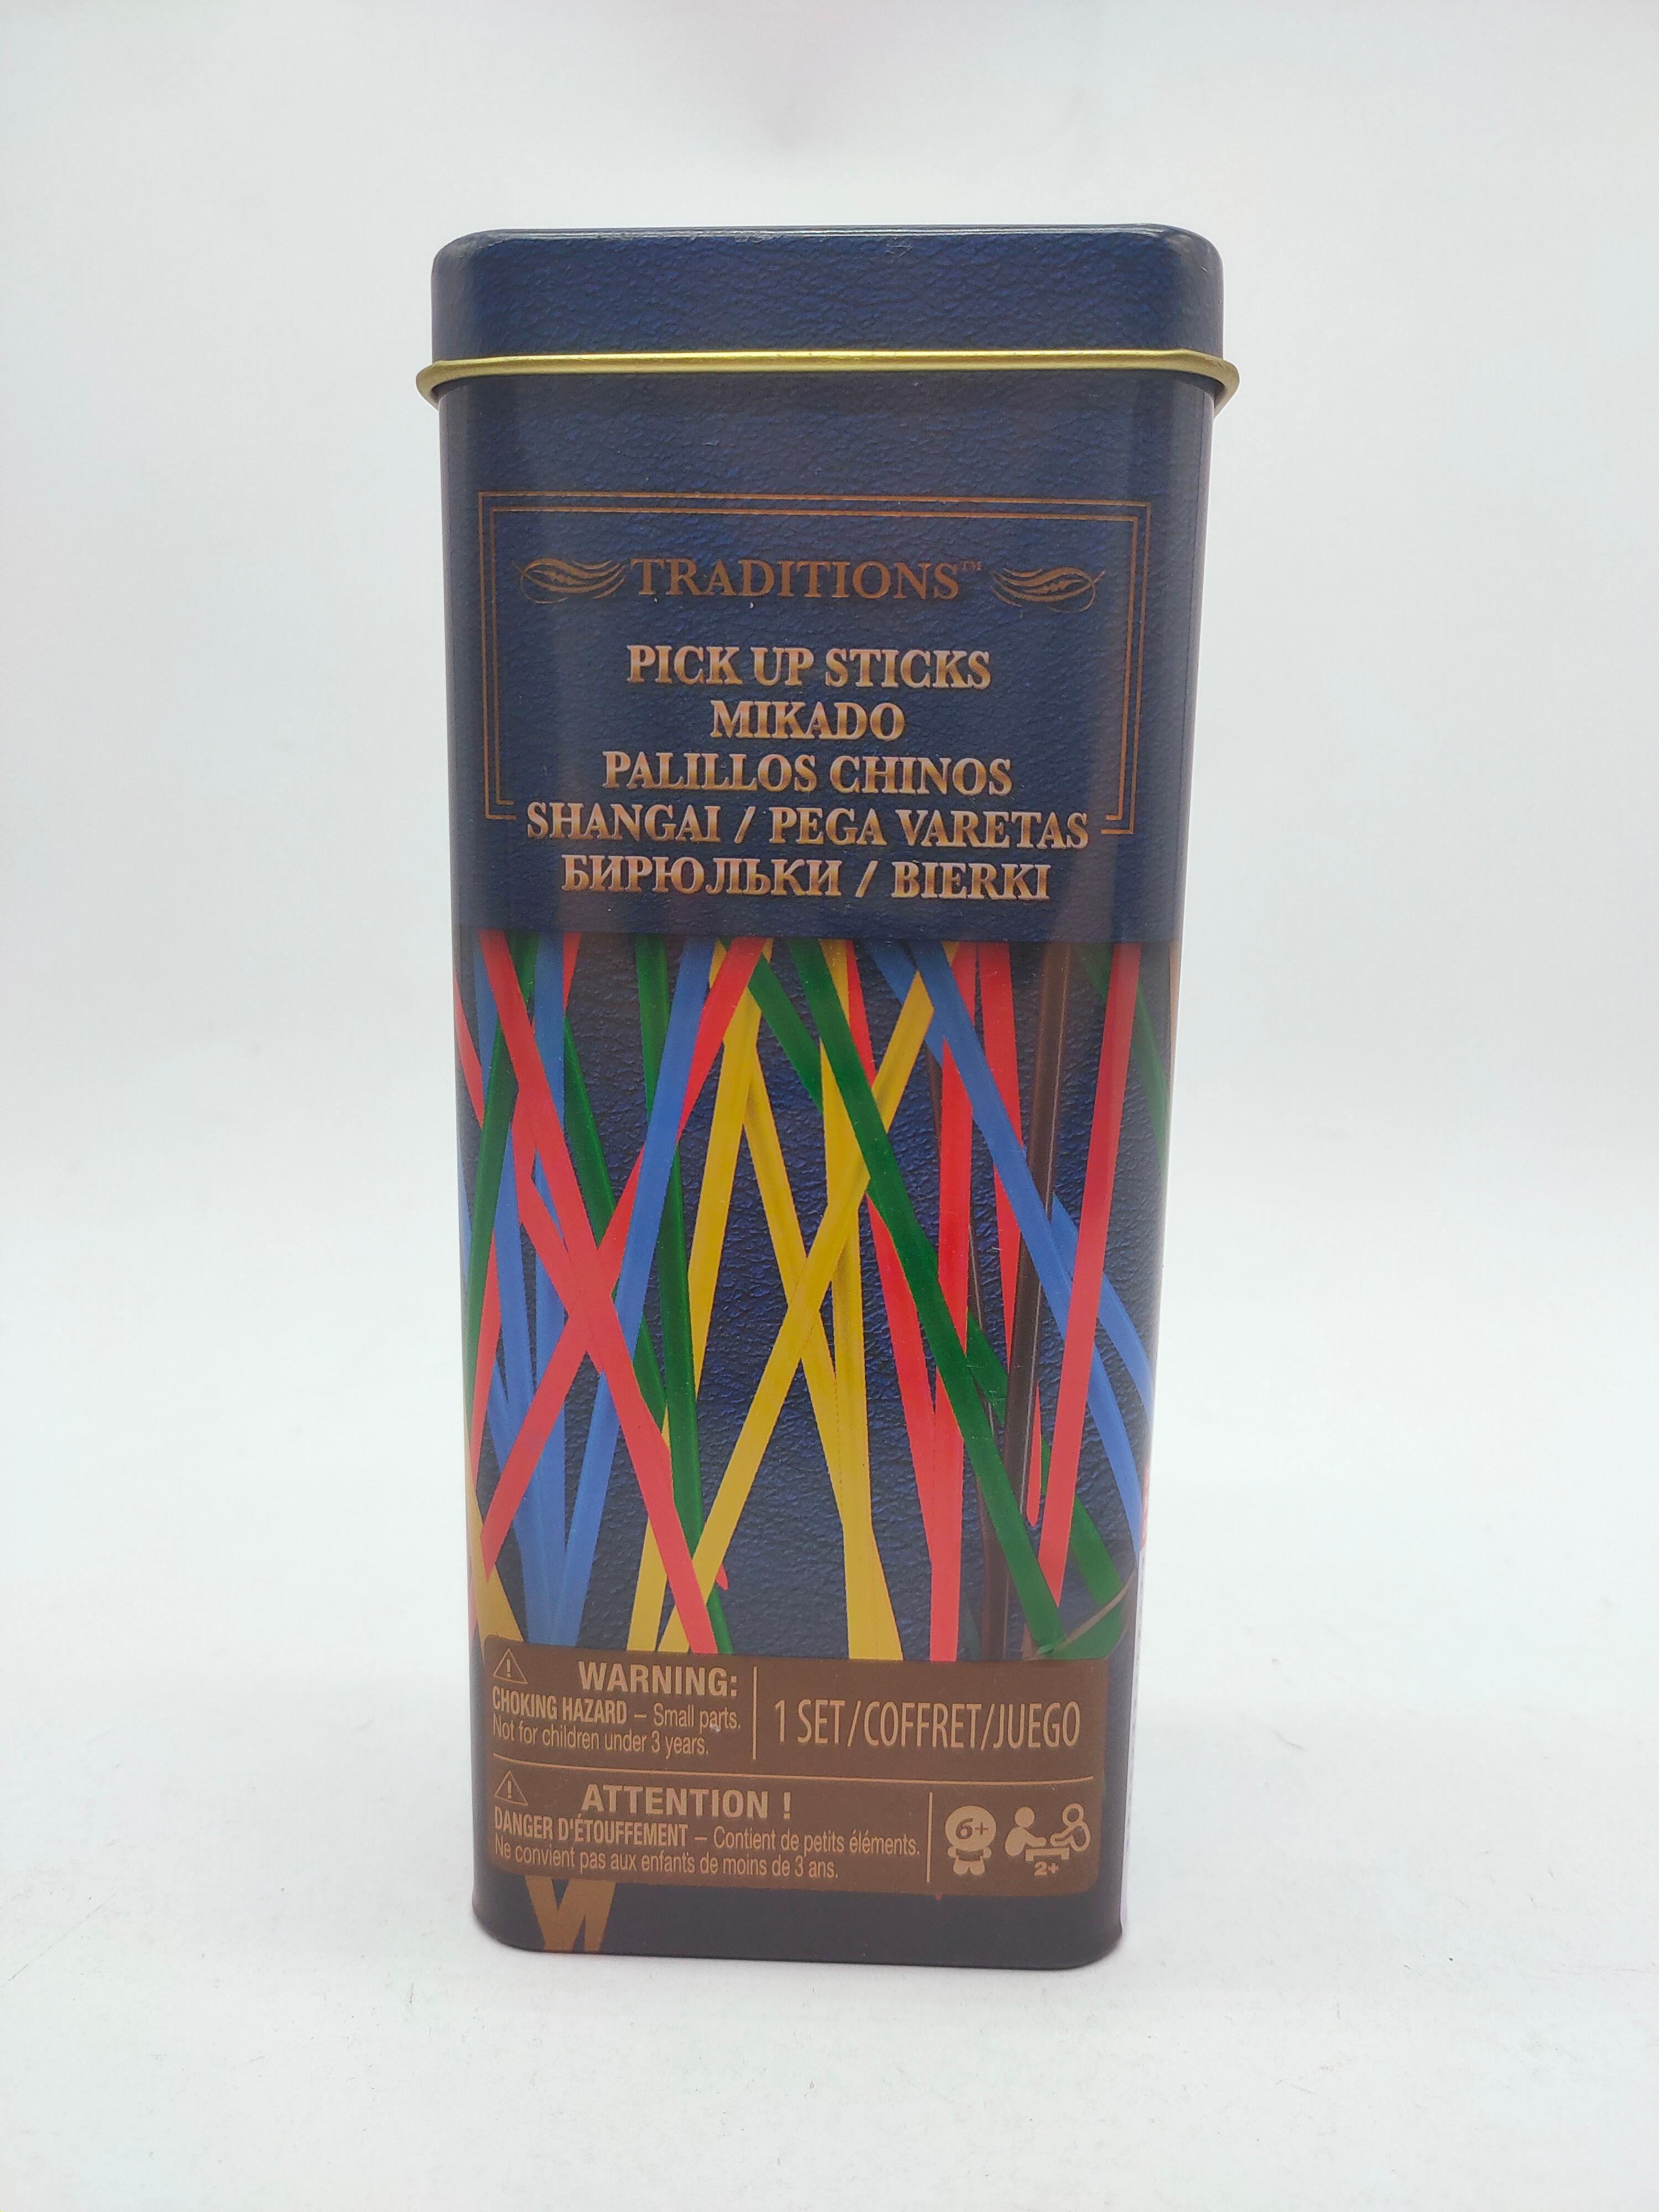 TRADITIONS™
PICK UP STICKS
MIKADO
PALILLOS CHINOS
SHANGAI / PEGA VARETAS
БИРЮЛЬКИ / BIERKI
WARNING:
CHOKING HAZARD – Small parts.
Not for children under 3 years.
1 SET/COFFRET/JUEGO
ATTENTION !
DANGER D'ÉTOUFFEMENT – Contient de petits éléments.
Ne convient pas aux enfants de moins de 3 ans.
6+
2+